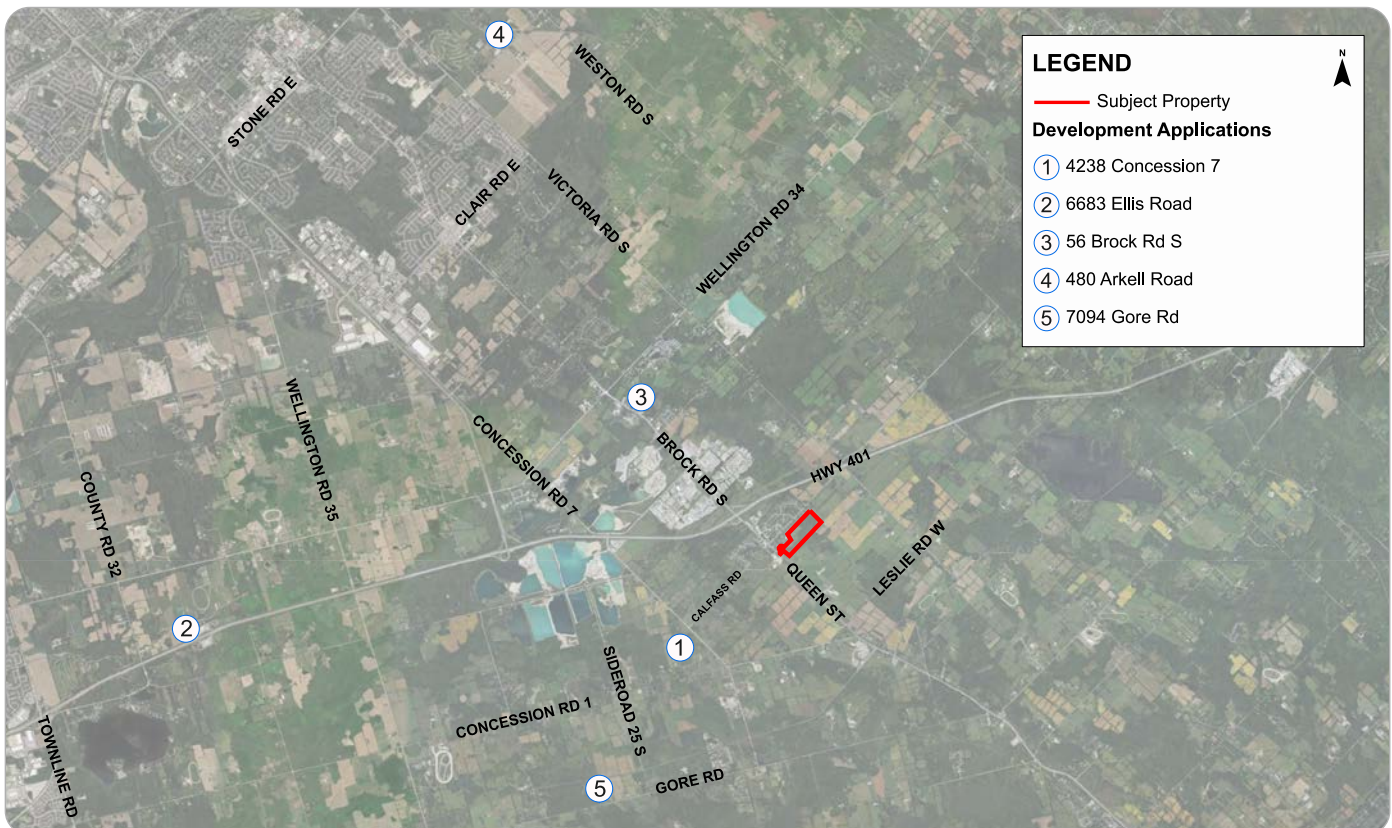 4
WESTON RD S
STONE RD E
CLAIR RD E
VICTORIA RD S
WELLINGTON RD 34
LEGEND
N
Subject Property
Development Applications
1 4238 Concession 7
2 6683 Ellis Road
3 56 Brock Rd S
4 480 Arkell Road
5 7094 Gore Rd
3
WELLINGTON RD 35
CONCESSION RD 7
BROCK RD S
HWY 401
COUNTY RD 32
CALFASS RD
QUEEN ST
LESLIE RD W
2
1
SIDEROAD 25 S
CONCESSION RD 1
TOWNLINE RD
5
GORE RD